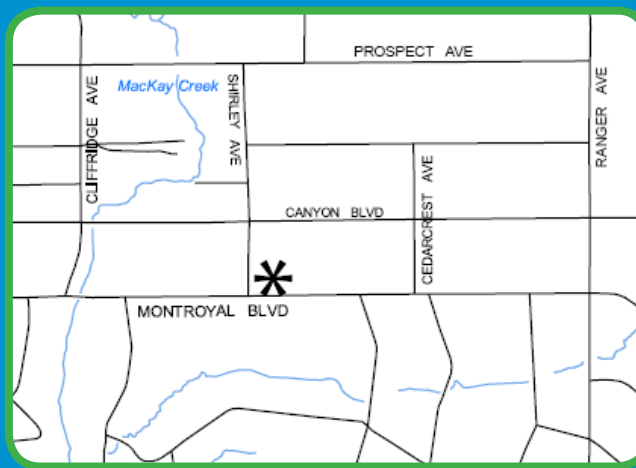 PROSPECT AVE
MacKay Creek
SHIRLEY AVE
CLIFFRIDGE AVE
RANGER AVE
CEDARCREST AVE
CANYON BLVD
MONTROYAL BLVD